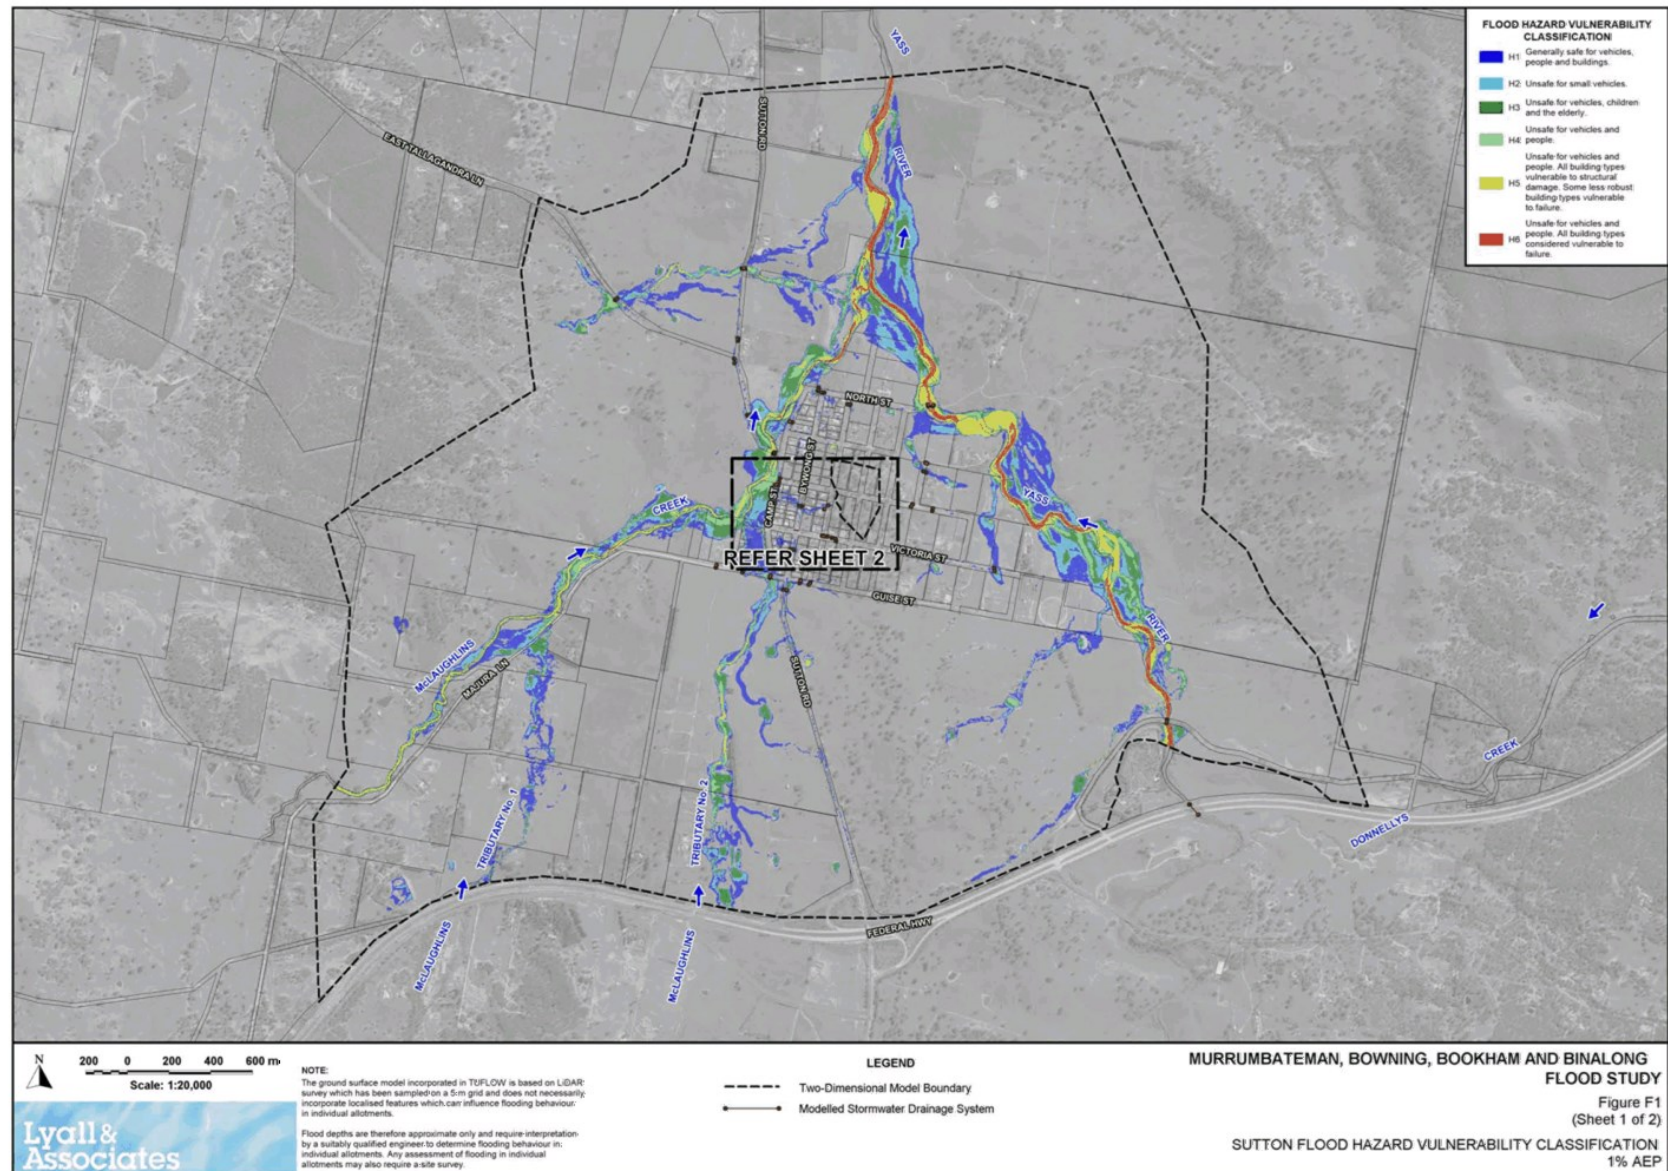 FLOOD HAZARD VULNERABILITY
CLASSIFICATION
H1 Generally safe for vehicles,
people and buildings.
H2 Unsafe for small vehicles.
H3 Unsafe for vehicles, children
and the elderly.
H4 Unsafe for vehicles and
people.
H5 Unsafe for vehicles and
people. All building types
vulnerable to structural
damage. Some less robust
building types vulnerable
to failure.
H6 Unsafe for vehicles and
people. All building types
considered vulnerable to
failure.
YASS
SUTTON RD
EAST TALLAGANDRA LN
RIVER
NORTH ST
BYWONG ST
CAMP ST
CREEK
YASS
REFER SHEET 2
VICTORIA ST
GUISE ST
RIVER
McLAUGHLINS
MAJURA LN
SUTTON RD
CREEK
TRIBUTARY No. 1
TRIBUTARY No. 2
DONNELLYS
FEDERAL HWY
McLAUGHLINS
McLAUGHLINS
N
200 0 200 400 600 m
Scale: 1:20,000
NOTE:
The ground surface model incorporated in TUFLOW is based on LiDAR
survey which has been sampled on a 5m grid and does not necessarily
incorporate localised features which can influence flooding behaviour
in individual allotments.
Flood depths are therefore approximate only and require interpretation
by a suitably qualified engineer to determine flooding behaviour in
individual allotments. Any assessment of flooding in individual
allotments may also require a site survey.
LEGEND
Two-Dimensional Model Boundary
Modelled Stormwater Drainage System
MURRUMBATEMAN, BOWNING, BOOKHAM AND BINALONG
FLOOD STUDY
Figure F1
(Sheet 1 of 2)
SUTTON FLOOD HAZARD VULNERABILITY CLASSIFICATION
1% AEP
Lyall &
Associates